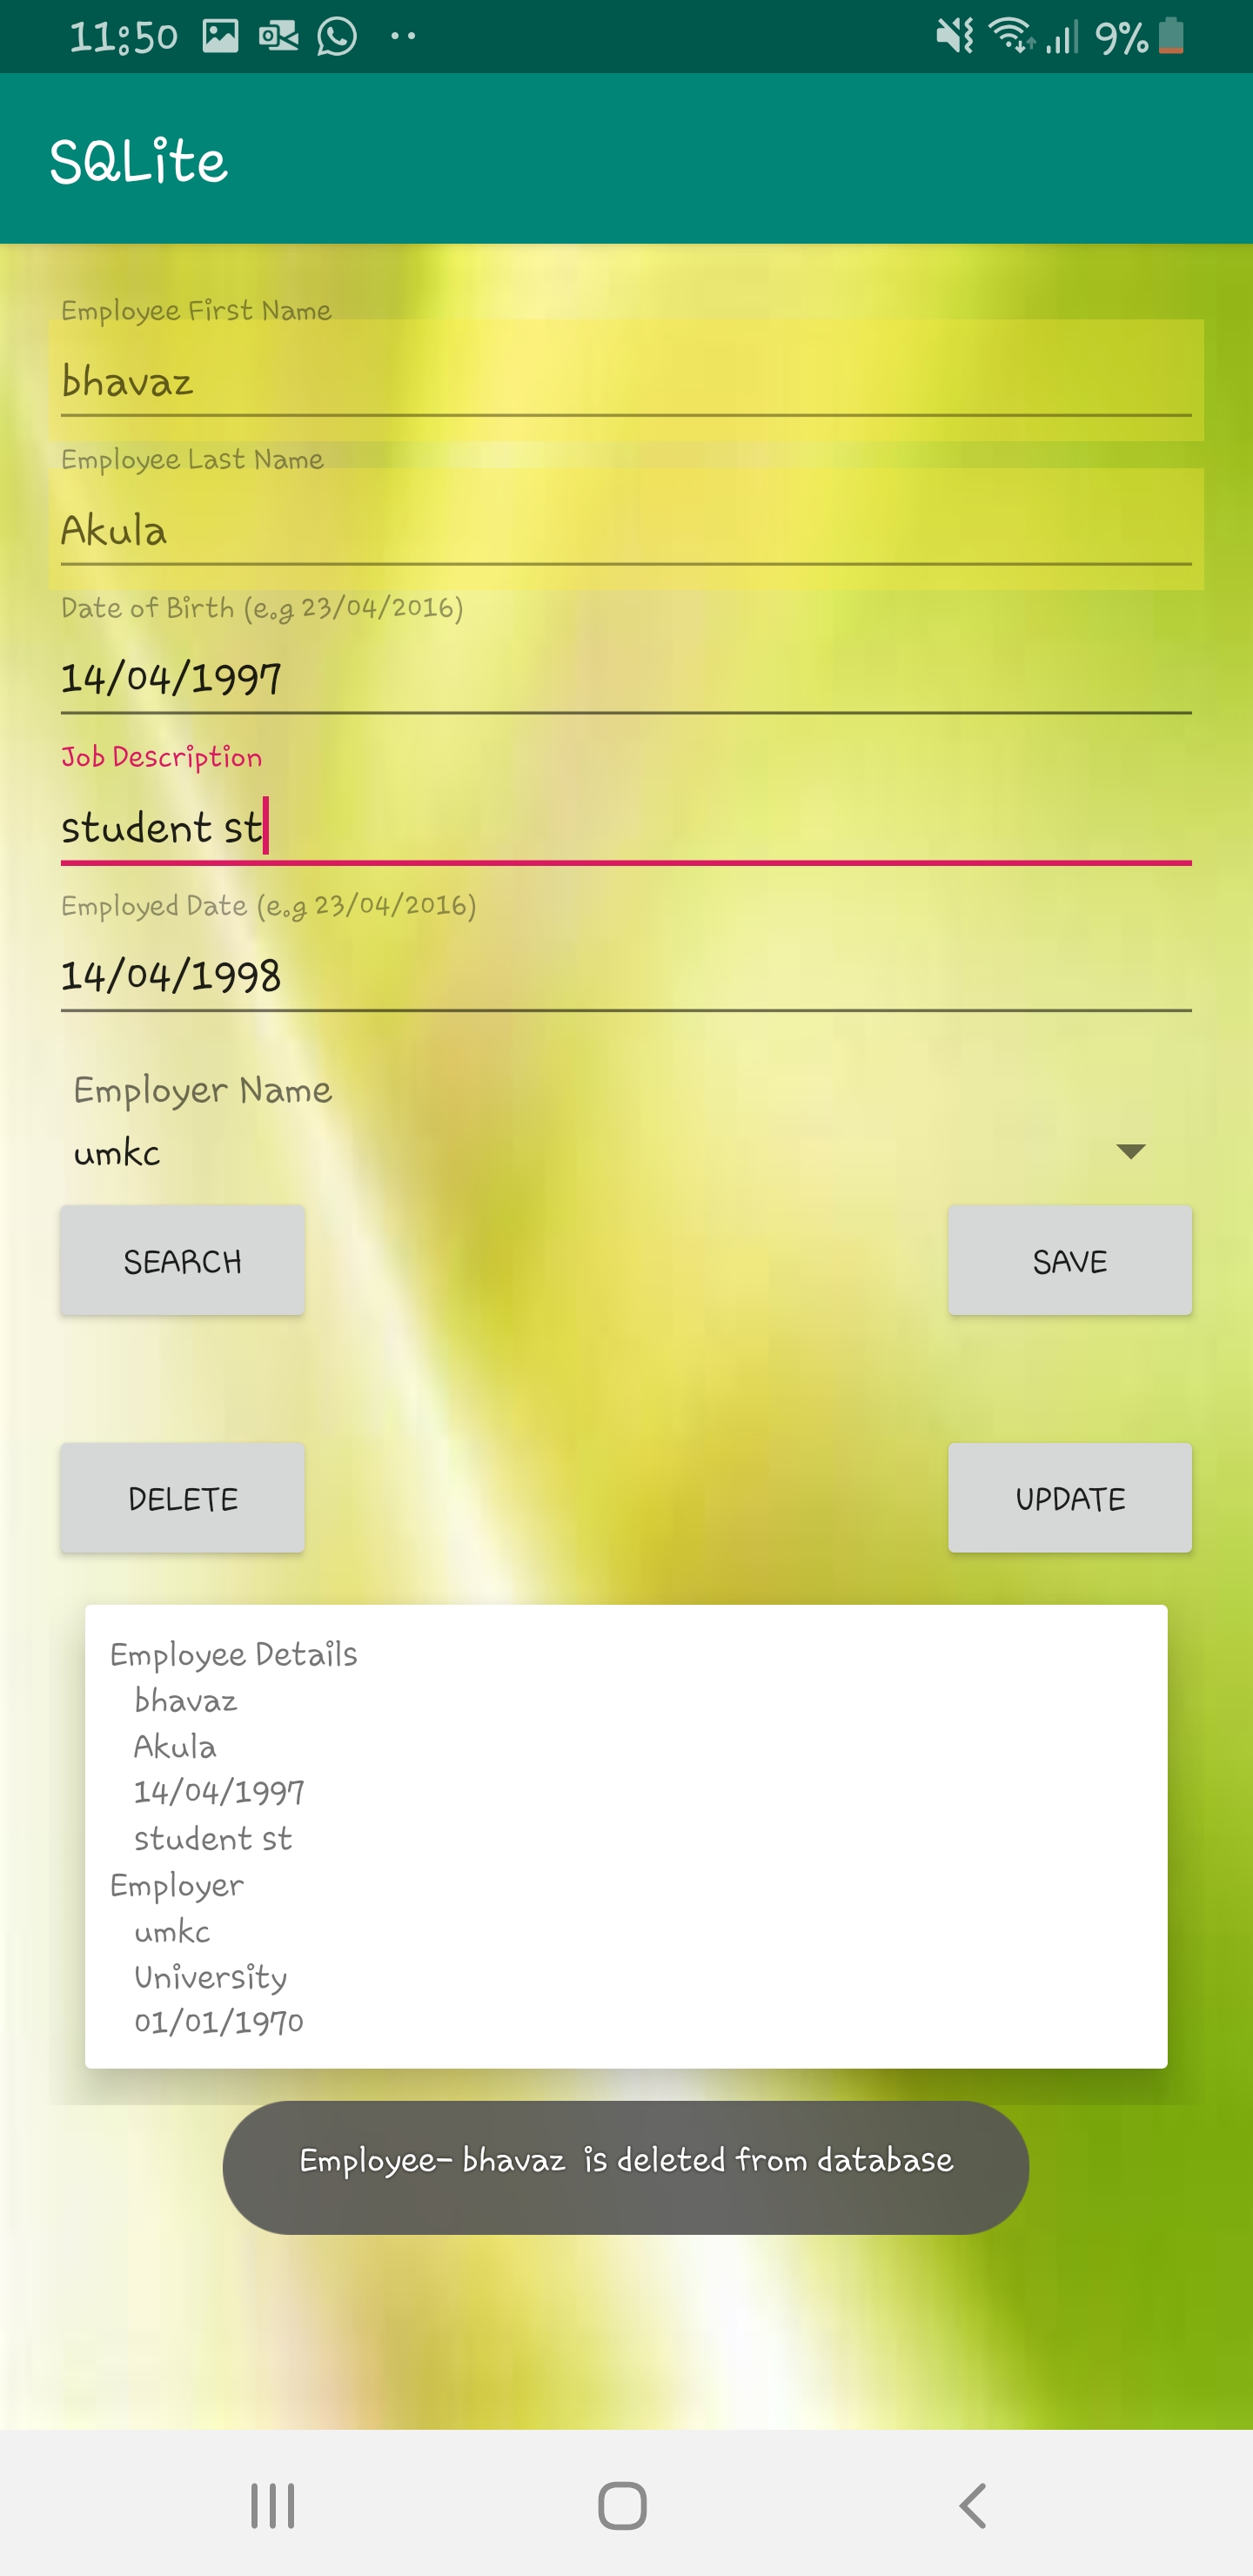 11:50 9%
SQLite
Employee First Name
bhavaz
Employee Last Name
Akula
Date of Birth (e.g 23/04/2016)
14/04/1997
Job Description
student st
Employed Date (e.g 23/04/2016)
14/04/1998
Employer Name
umkc
SEARCH SAVE
DELETE UPDATE
Employee Details
bhavaz
Akula
14/04/1997
student st
Employer
umkc
University
01/01/1970
Employee- bhavaz  is deleted from database